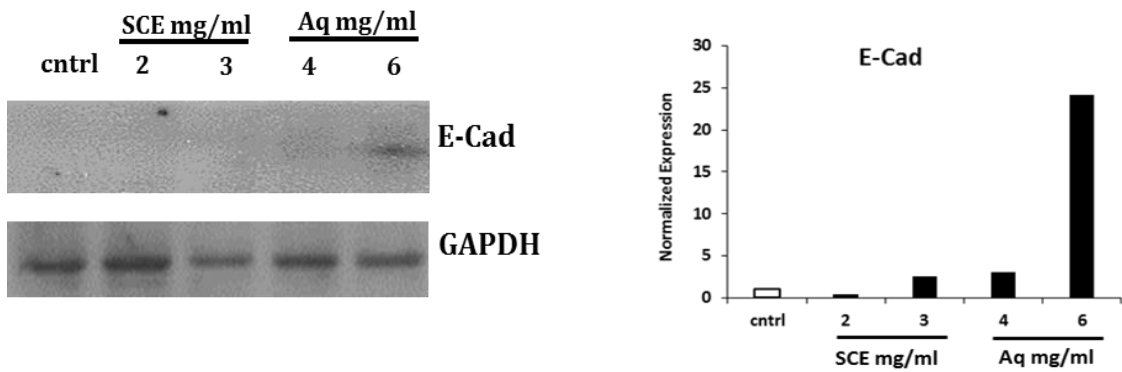 SCE mg/ml Aq mg/ml
cntrl 2 3 4 6
E-Cad
GAPDH
E-Cad
Normalized Expression
30
25
20
15
10
5
0
cntrl 2 3 4 6
SCE mg/ml Aq mg/ml